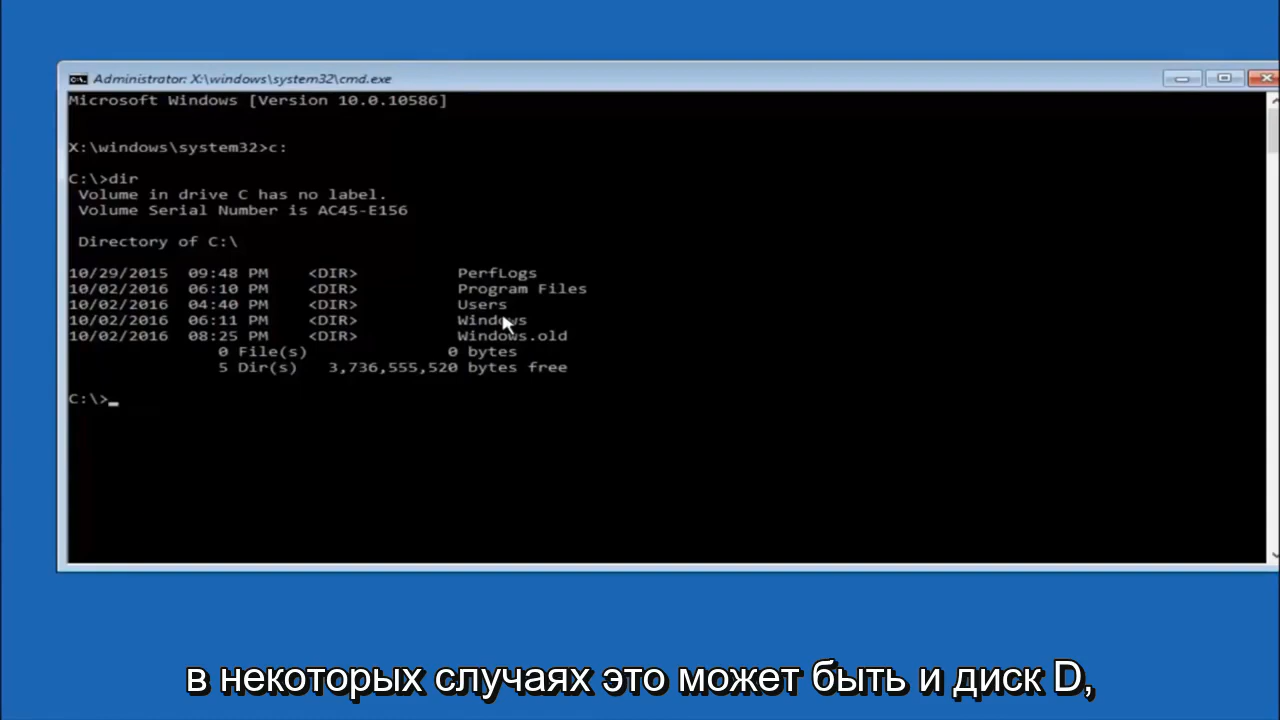 Administrator: X:\windows\system32\cmd.exe
Microsoft Windows [Version 10.0.10586]
X:\windows\system32>c:
C:\>dir
Volume in drive C has no label.
Volume Serial Number is AC45-E156
Directory of C:\
10/29/2015 09:48 PM <DIR> PerfLogs
10/02/2016 06:10 PM <DIR> Program Files
10/02/2016 04:40 PM <DIR> Users
10/02/2016 06:11 PM <DIR> Windows
10/02/2016 08:25 PM <DIR> Windows.old
0 File(s) 0 bytes
5 Dir(s) 3,736,555,520 bytes free
C:\>_
в некоторых случаях это может быть и диск D,